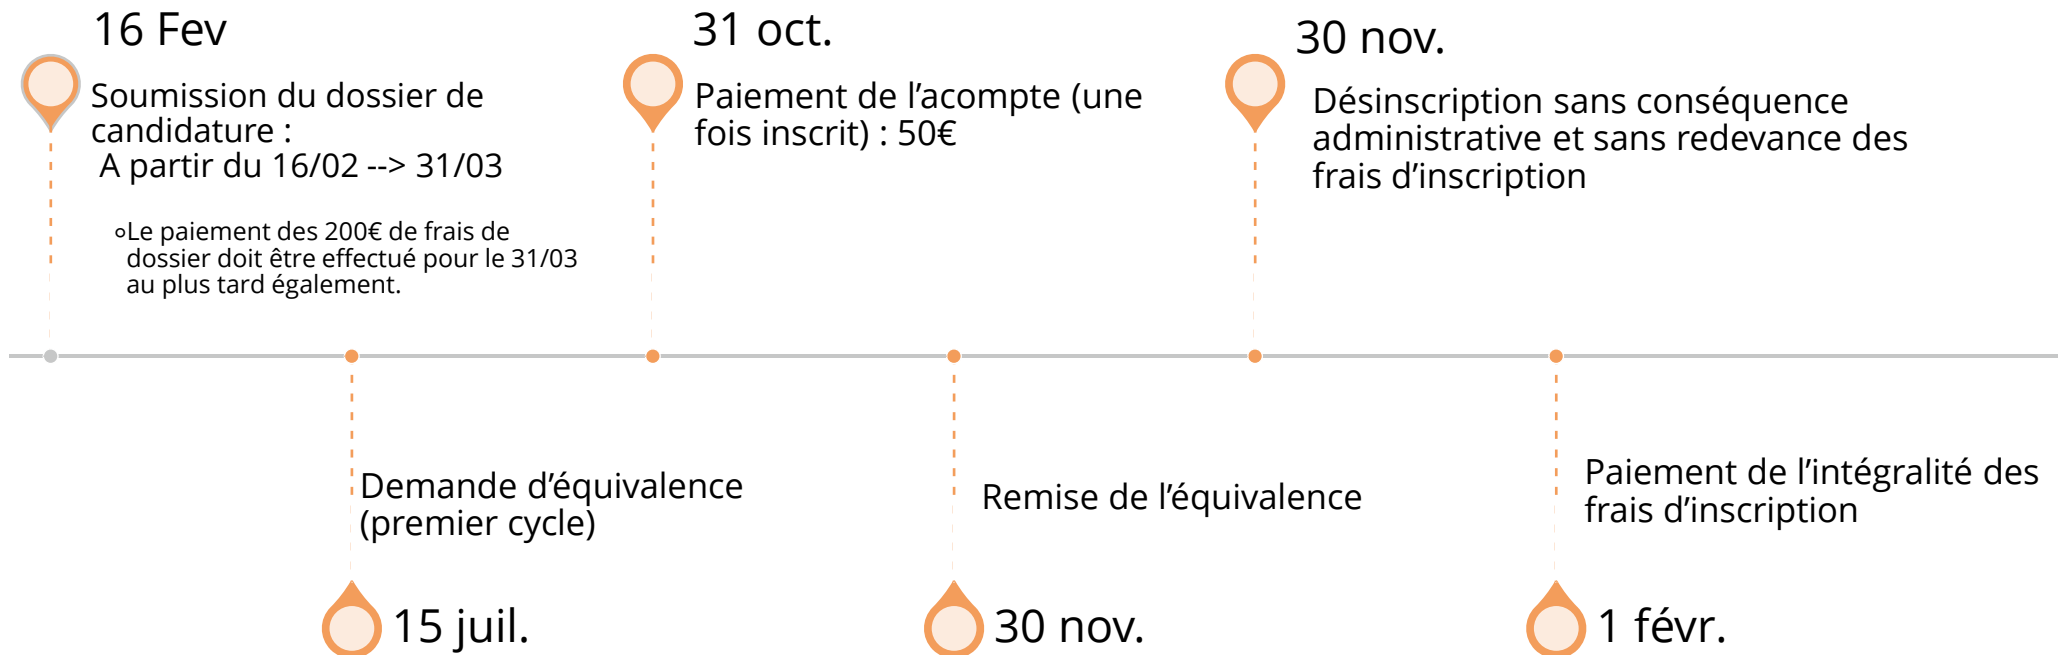 16 Fev
Soumission du dossier de
candidature :
A partir du 16/02 --> 31/03
∘Le paiement des 200€ de frais de
dossier doit être effectué pour le 31/03
au plus tard également.
15 juil.
Demande d’équivalence
(premier cycle)
31 oct.
Paiement de l’acompte (une
fois inscrit) : 50€
30 nov.
Remise de l’équivalence
30 nov.
Désinscription sans conséquence
administrative et sans redevance des
frais d’inscription
1 févr.
Paiement de l’intégralité des
frais d’inscription